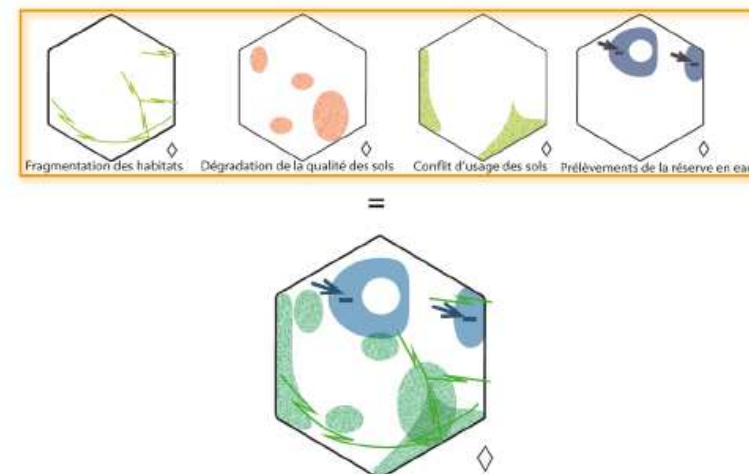 Fragmentation des habitats
Dégradation de la qualité des sols
Conflit d'usage des sols
Prélèvements de la réserve en eau
=